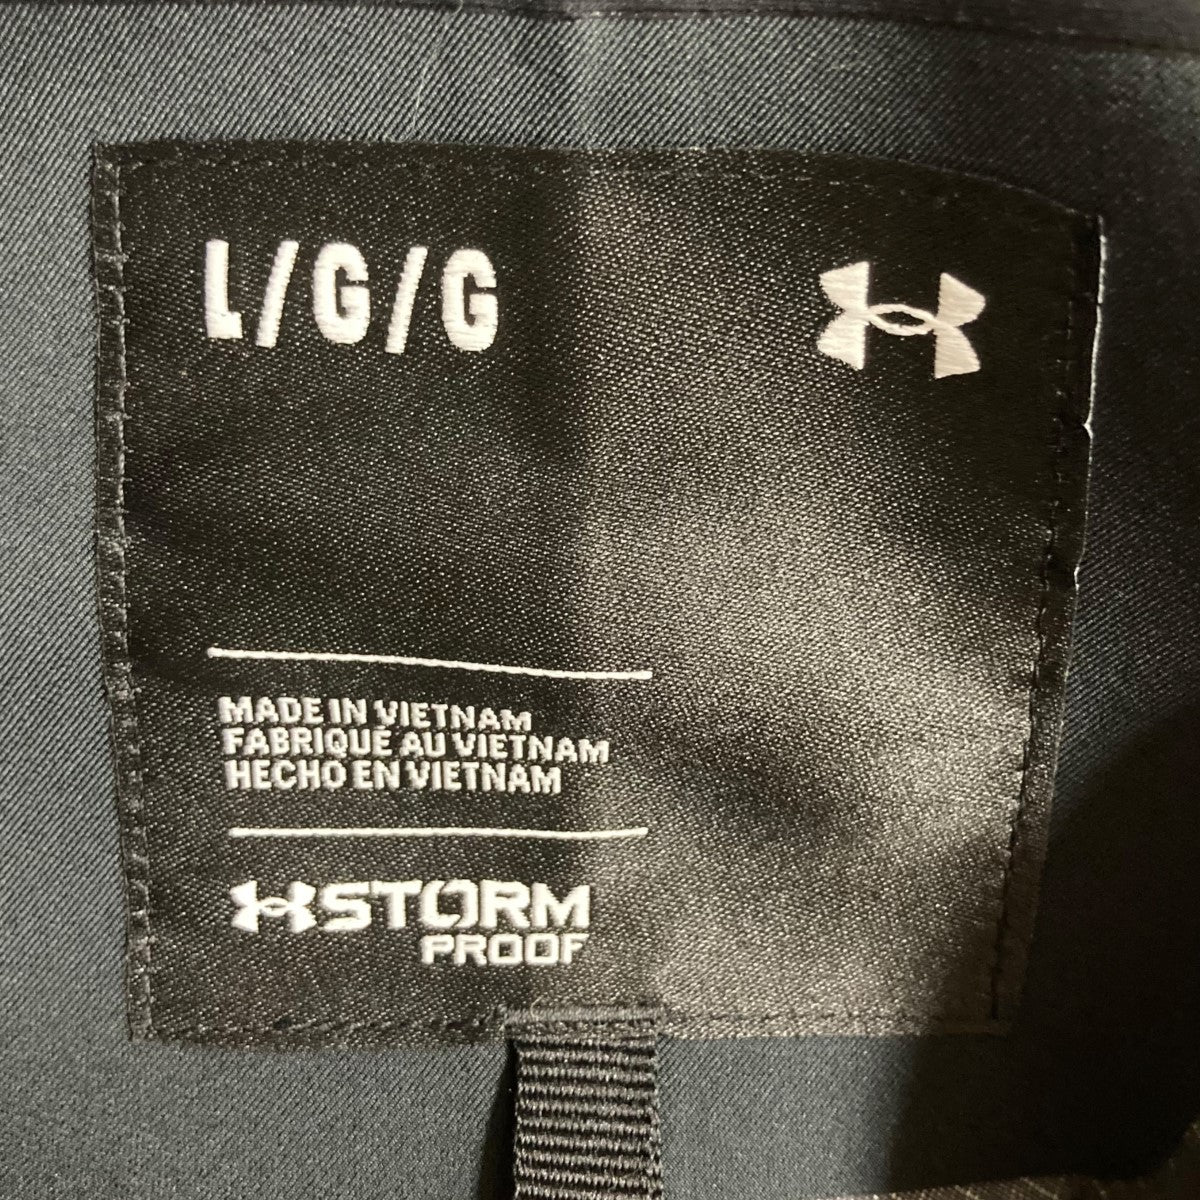 L/G/G
MADE IN VIETNAM
FABRIQUÉ AU VIETNAM
HECHO EN VIETNAM
STORM
PROOF